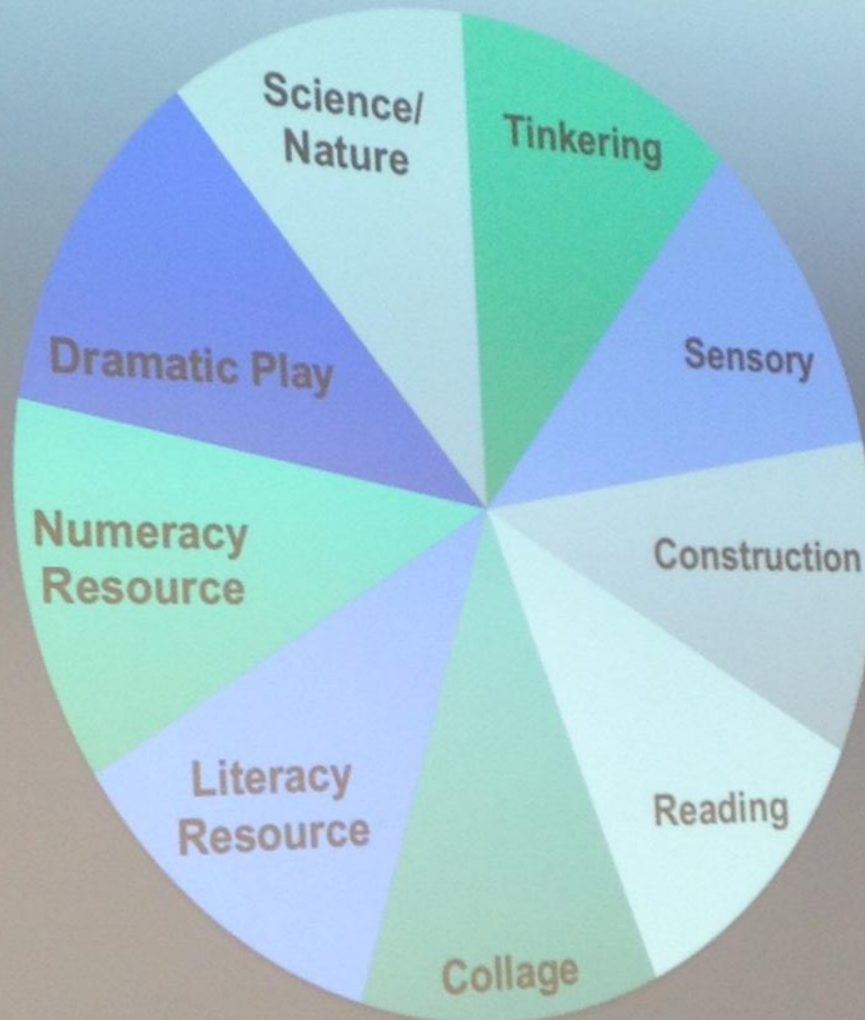 Science/
Nature
Tinkering
Sensory
Construction
Reading
Collage
Literacy
Resource
Numeracy
Resource
Dramatic Play